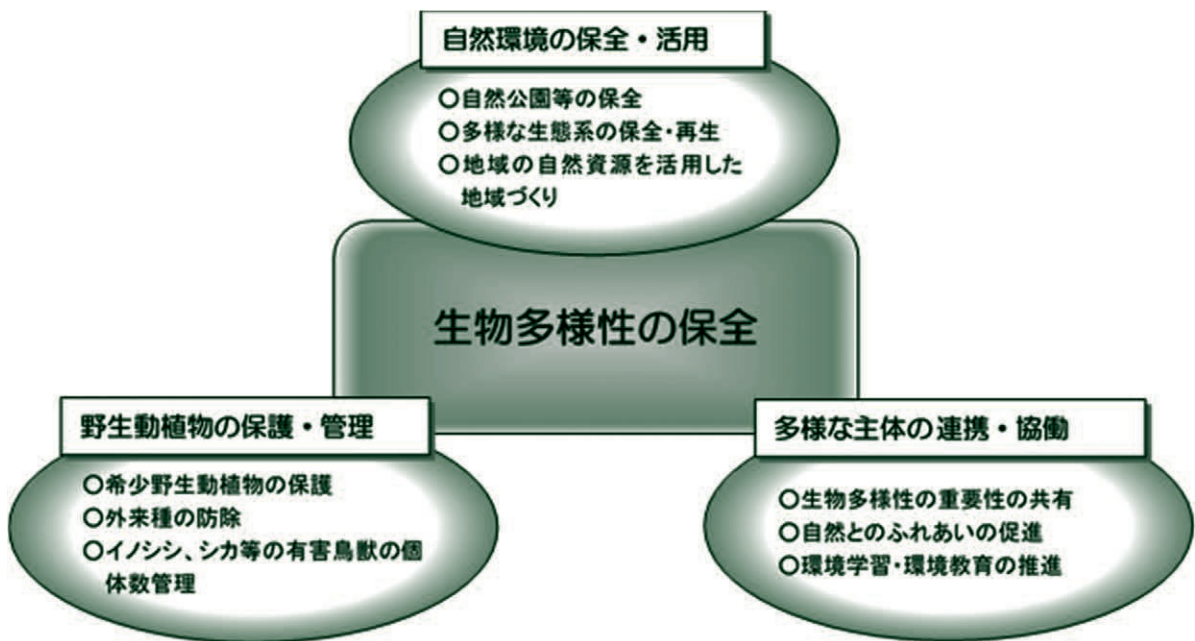 自然環境の保全・活用
○自然公園等の保全
○多様な生態系の保全・再生
○地域の自然資源を活用した
地域づくり
生物多様性の保全
野生動植物の保護・管理
○希少野生動植物の保護
○外来種の防除
○イノシシ、シカ等の有害鳥獣の個
体数管理
多様な主体の連携・協働
○生物多様性の重要性の共有
○自然とのふれあいの促進
○環境学習・環境教育の推進